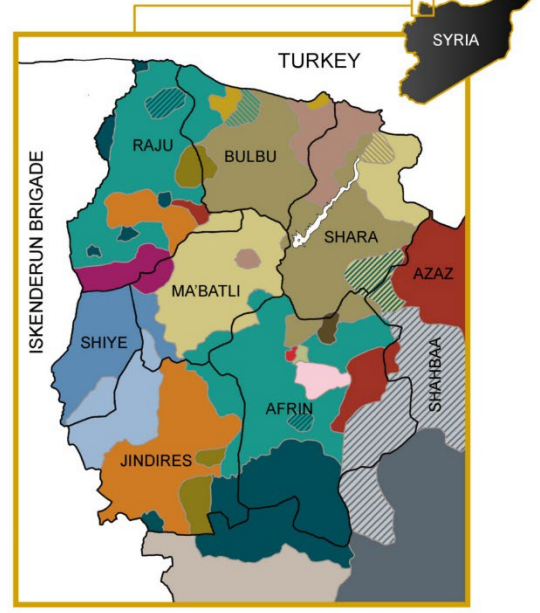 SYRIA
TURKEY
ISKENDERUN BRIGADE
RAJU
BULBU
SHARA
AZAZ
MA'BATLI
SHIYE
SHAHBAA
AFRIN
JINDIRES